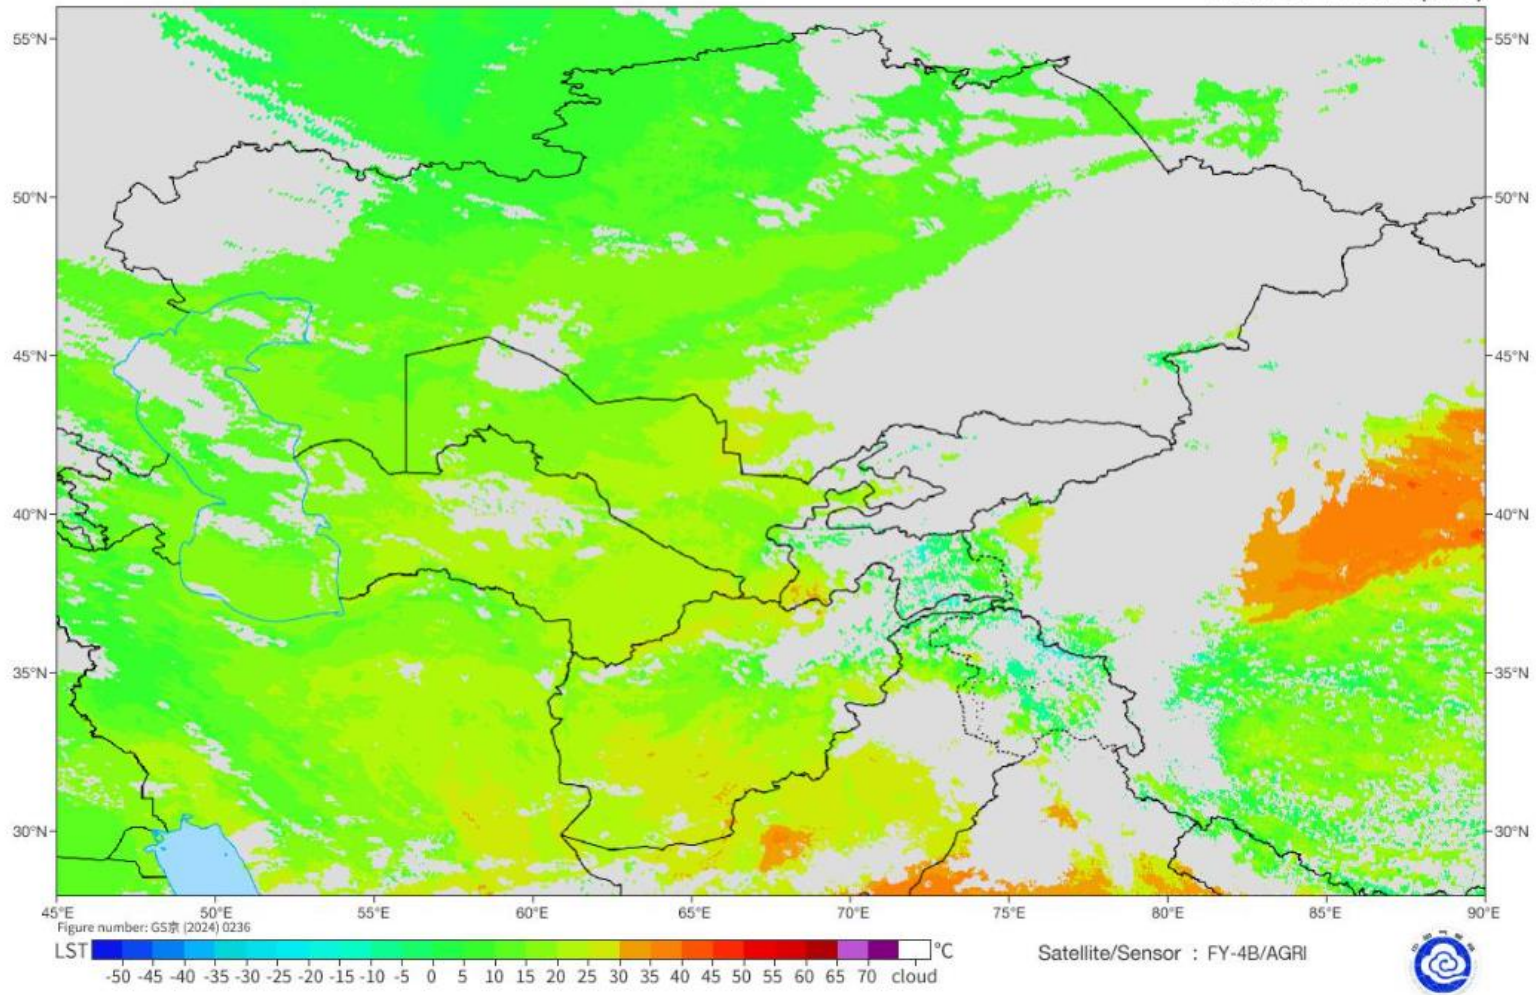 55°N 55°N
50°N 50°N
45°N 45°N
40°N 40°N
35°N 35°N
30°N 30°N
45°E 50°E 55°E 60°E 65°E 70°E 75°E 80°E 85°E 90°E
Figure number: GS京 (2024) 0236
LST °C
-50 -45 -40 -35 -30 -25 -20 -15 -10 -5 0 5 10 15 20 25 30 35 40 45 50 55 60 65 70 cloud
Satellite/Sensor : FY-4B/AGRI